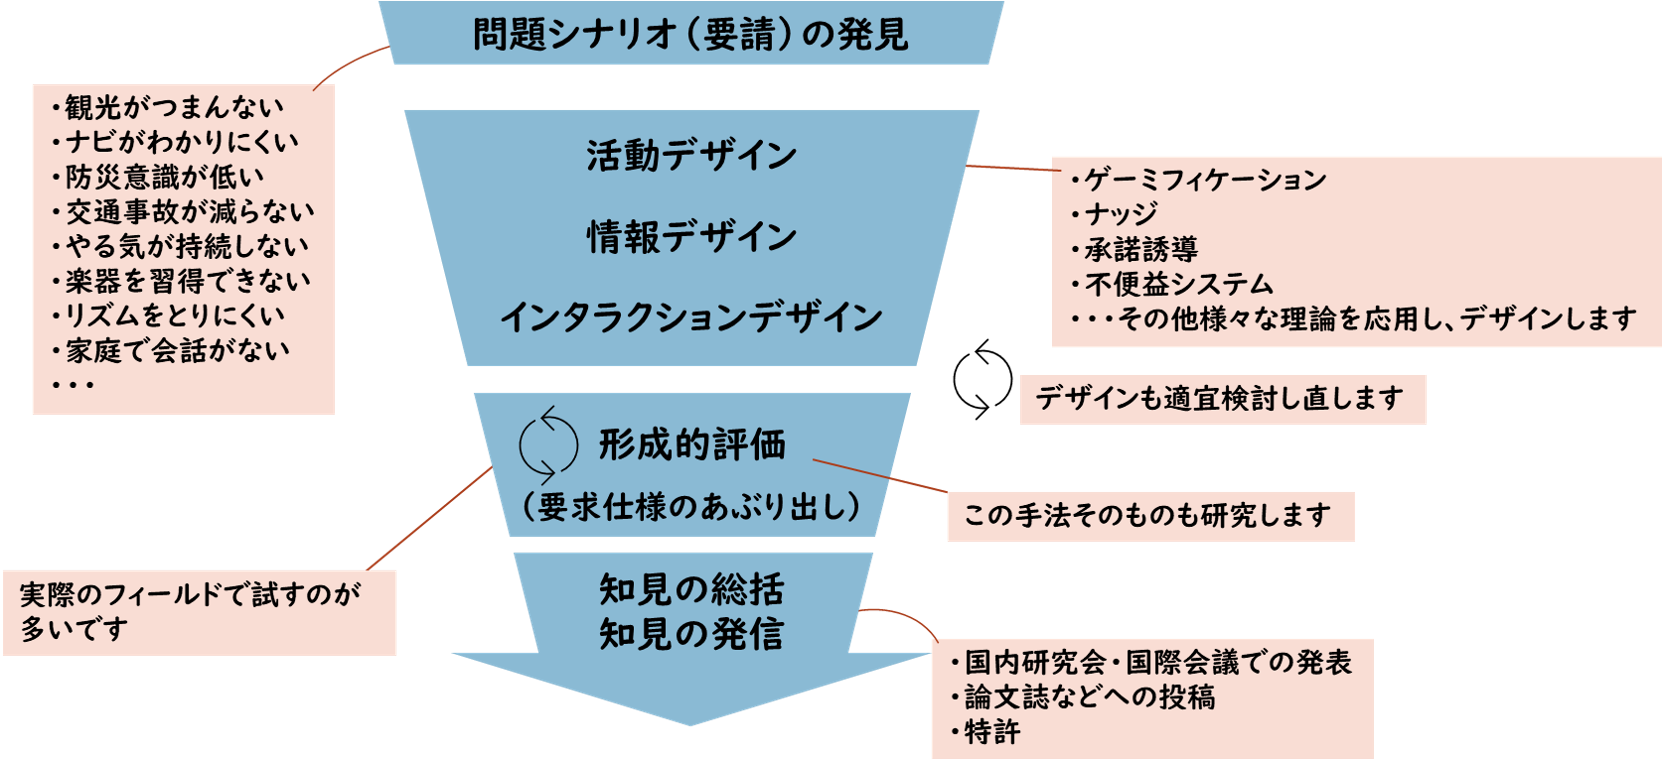 問題シナリオ（要請）の発見
・観光がつまんない
・ナビがわかりにくい
・防災意識が低い
・交通事故が減らない
・やる気が持続しない
・楽器を習得できない
・リズムをとりにくい
・家庭で会話がない
・・・
活動デザイン
情報デザイン
インタラクションデザイン
・ゲーミフィケーション
・ナッジ
・承諾誘導
・不便益システム
・・・その他様々な理論を応用し、デザインします
デザインも適宜検討し直します
形成的評価
（要求仕様のあぶり出し）
この手法そのものも研究します
実際のフィールドで試すのが
多いです
知見の総括
知見の発信
・国内研究会・国際会議での発表
・論文誌などへの投稿
・特許